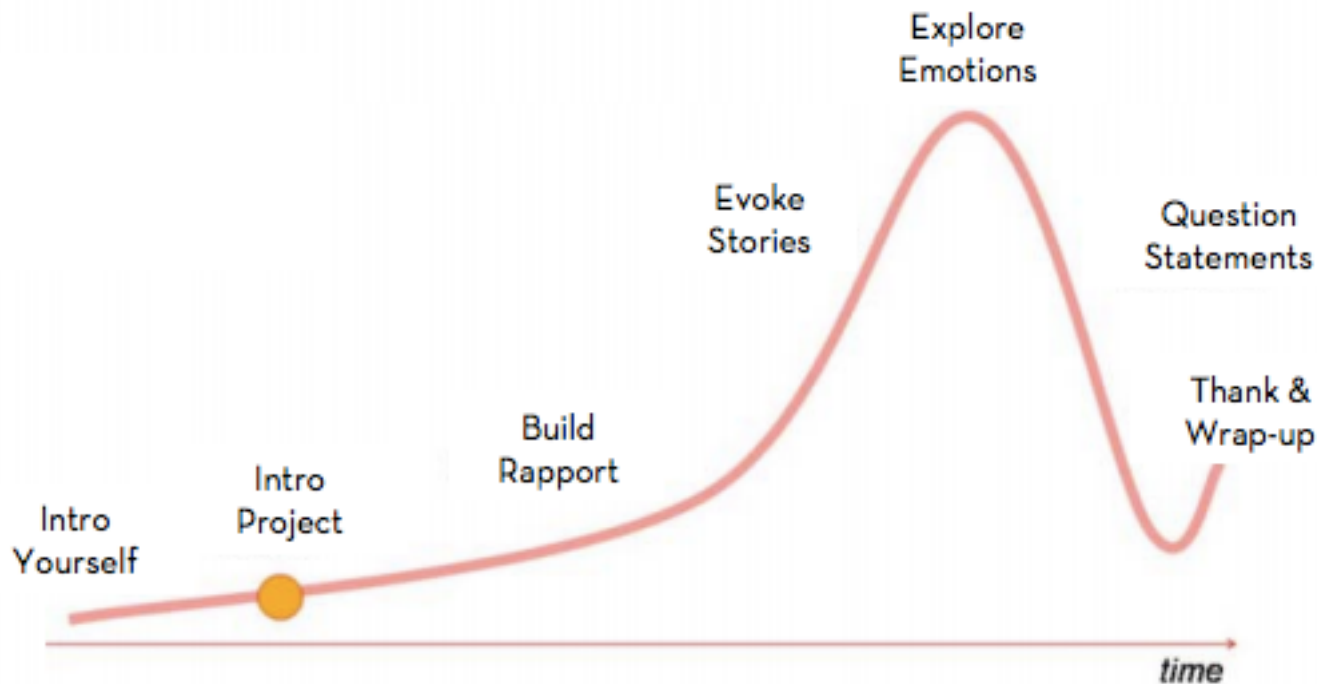 Intro
Yourself
Intro
Project
Build
Rapport
Evoke
Stories
Explore
Emotions
Question
Statements
Thank &
Wrap-up
time